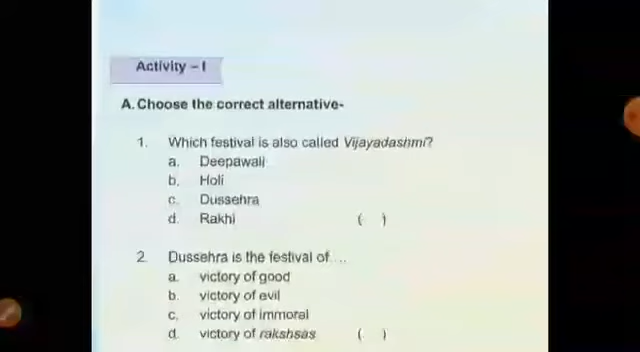 Activity – I
A. Choose the correct alternative-
1. Which festival is also called Vijayadashmi?
a. Deepawali
b. Holi
c. Dussehra
d. Rakhi ( )
2. Dussehra is the festival of....
a. victory of good
b. victory of evil
c. victory of immoral
d. victory of rakshsas ( )